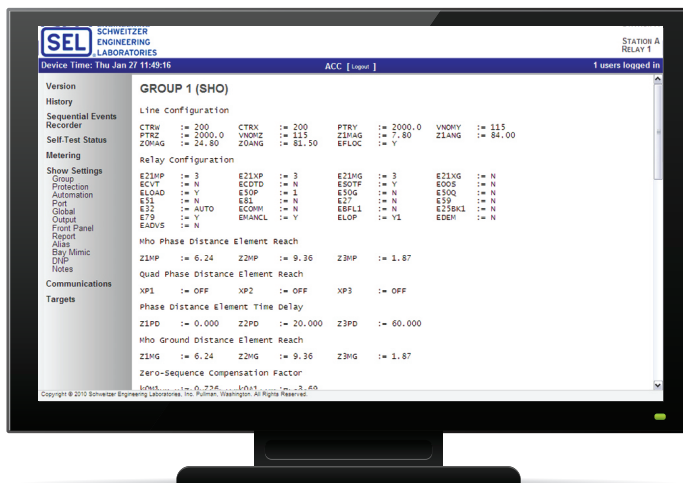 SCHWEITZER
SEL ENGINEERING
LABORATORIES
STATION A
RELAY 1
Device Time: Thu Jan 27 11:49:16 ACC [ Logout ] 1 users logged in
Version
History
Sequential Events
Recorder
Self-Test Status
Metering
Show Settings
Group
Protection
Automation
Port
Global
Output
Front Panel
Report
Alias
Bay Mimic
DNP
Notes
Communications
Targets
GROUP 1 (SHO)
Line Configuration
CTRW := 200 CTRX := 200 PTRY := 2000.0 VNOMY := 115
PTRZ := 2000.0 VNOMZ := 115 Z1MAG := 7.80 Z1ANG := 84.00
Z0MAG := 24.80 Z0ANG := 81.50 EFLOC := Y
Relay Configuration
E21MP := 3 E21XP := 3 E21MG := 3 E21XG := N
ECVT := N ECDTD := N ESOTF := Y EOOS := N
ELOAD := Y E50P := 1 E50G := N E50Q := N
E51 := N E81 := N E27 := N E59 := N
E32 := AUTO ECOMM := N EBFL1 := N E25BK1 := N
E79 := Y EMANCL := Y ELOP := Y1 EDEM := N
EADVS := N
Mho Phase Distance Element Reach
Z1MP := 6.24 Z2MP := 9.36 Z3MP := 1.87
Quad Phase Distance Element Reach
XP1 := OFF XP2 := OFF XP3 := OFF
Phase Distance Element Time Delay
Z1PD := 0.000 Z2PD := 20.000 Z3PD := 60.000
Mho Ground Distance Element Reach
Z1MG := 6.24 Z2MG := 9.36 Z3MG := 1.87
Zero-Sequence Compensation Factor
Copyright © 2010 Schweitzer Engineering Laboratories, Inc. Pullman, Washington. All Rights Reserved.